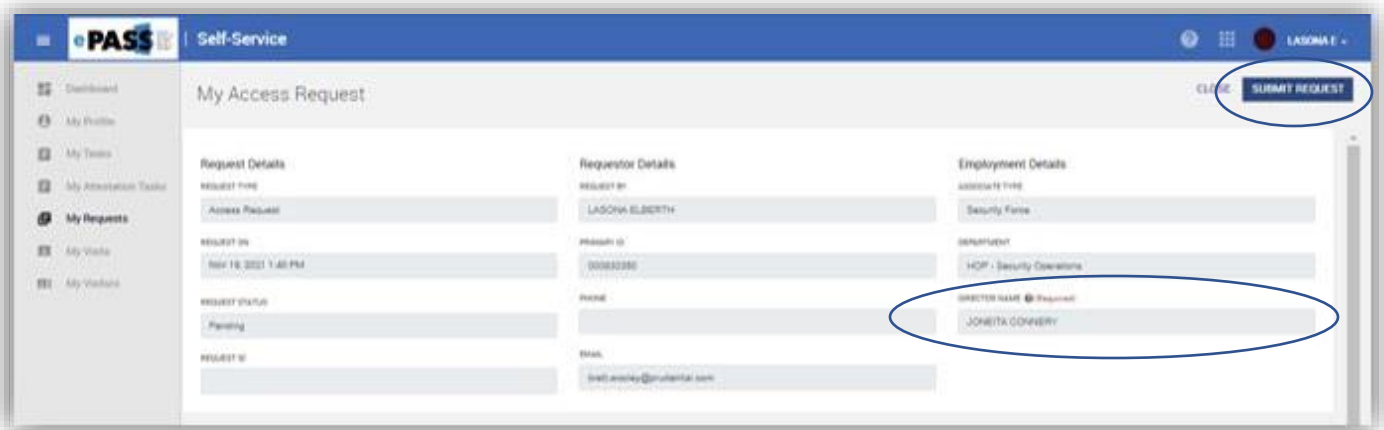 ePASS | Self-Service
LASONA E
Dashboard
My Profile
My Tasks
My Attestation Tasks
My Requests
My Visits
My Visitors
My Access Request
CLOSE
SUBMIT REQUEST
Request Details
REQUEST TYPE
Access Request
REQUEST ON
Nov 19, 2021 1:40 PM
REQUEST STATUS
Pending
REQUEST ID
Requestor Details
REQUEST BY
LASONA ELBERTH
PRIMARY ID
PHONE
EMAIL
Employment Details
ASSOCIATE TYPE
Security Force
DEPARTMENT
HOP - Security Operations
DIRECTOR NAME (Required)
JONEITA CONNERY